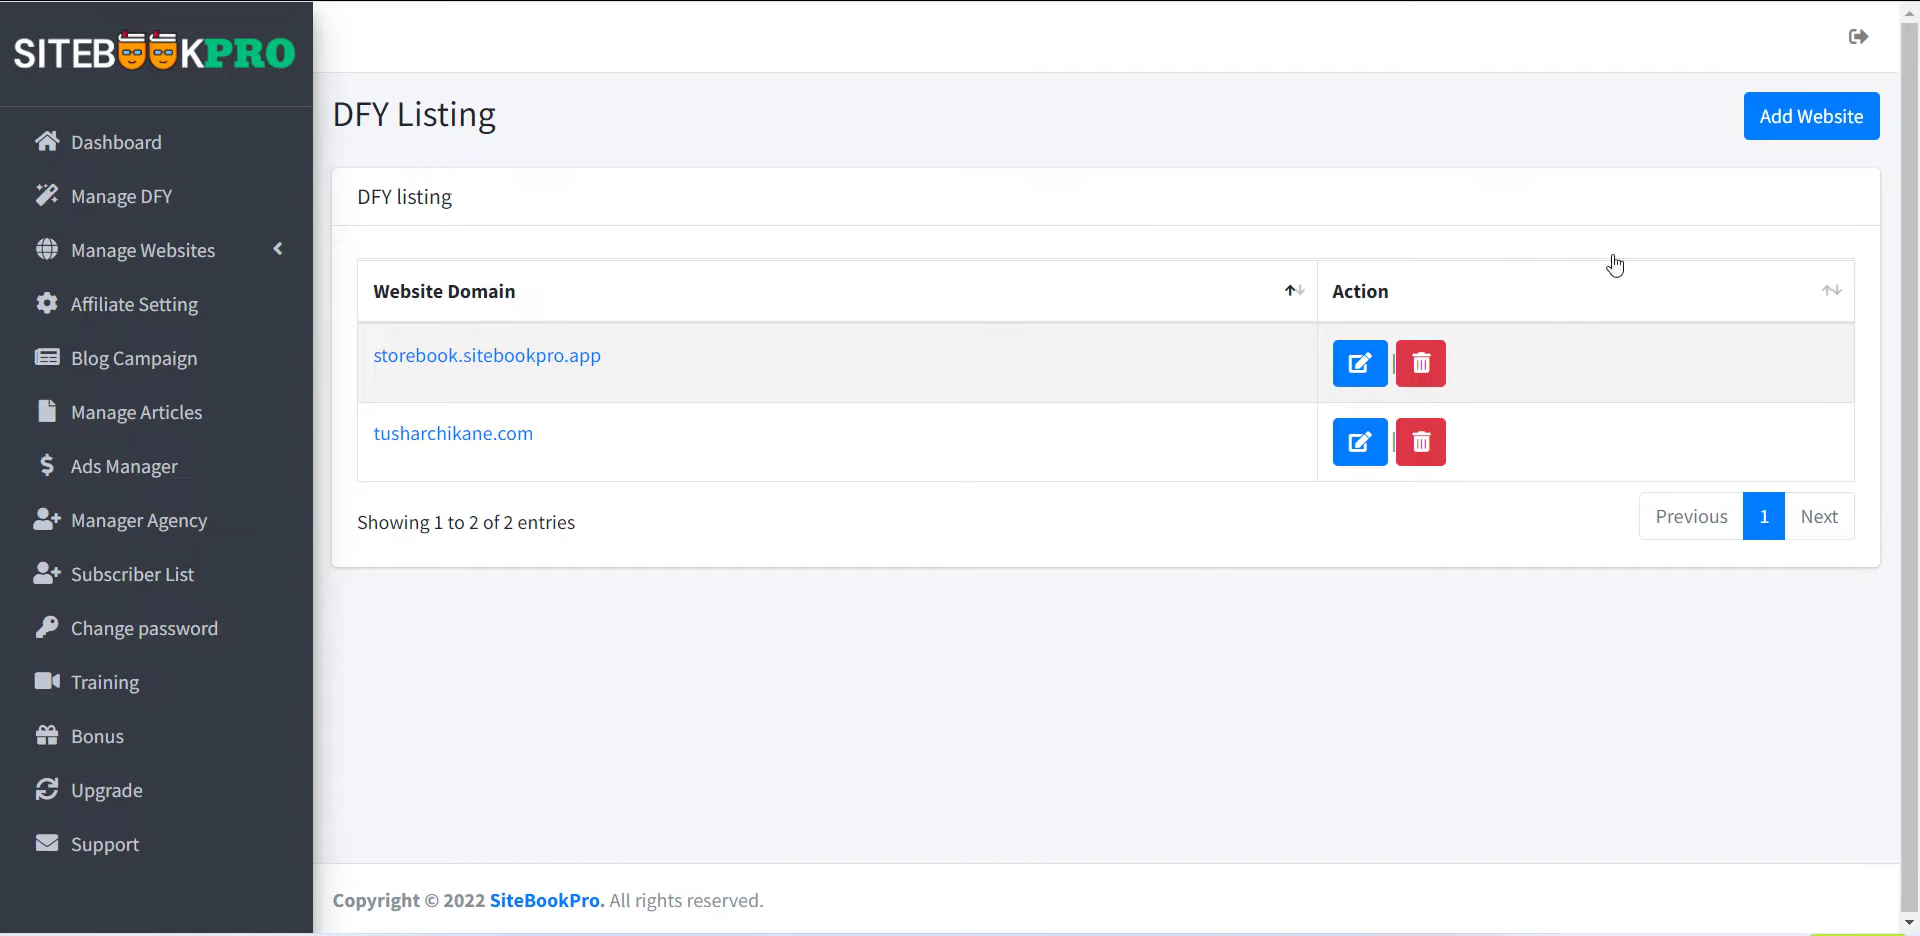 SITEBOOKPRO
Dashboard
Manage DFY
Manage Websites
Affiliate Setting
Blog Campaign
Manage Articles
Ads Manager
Manager Agency
Subscriber List
Change password
Training
Bonus
Upgrade
Support
DFY Listing
Add Website
DFY listing
Website Domain Action
storebook.sitebookpro.app |
tusharchikane.com |
Showing 1 to 2 of 2 entries
Previous 1 Next
Copyright © 2022 SiteBookPro. All rights reserved.